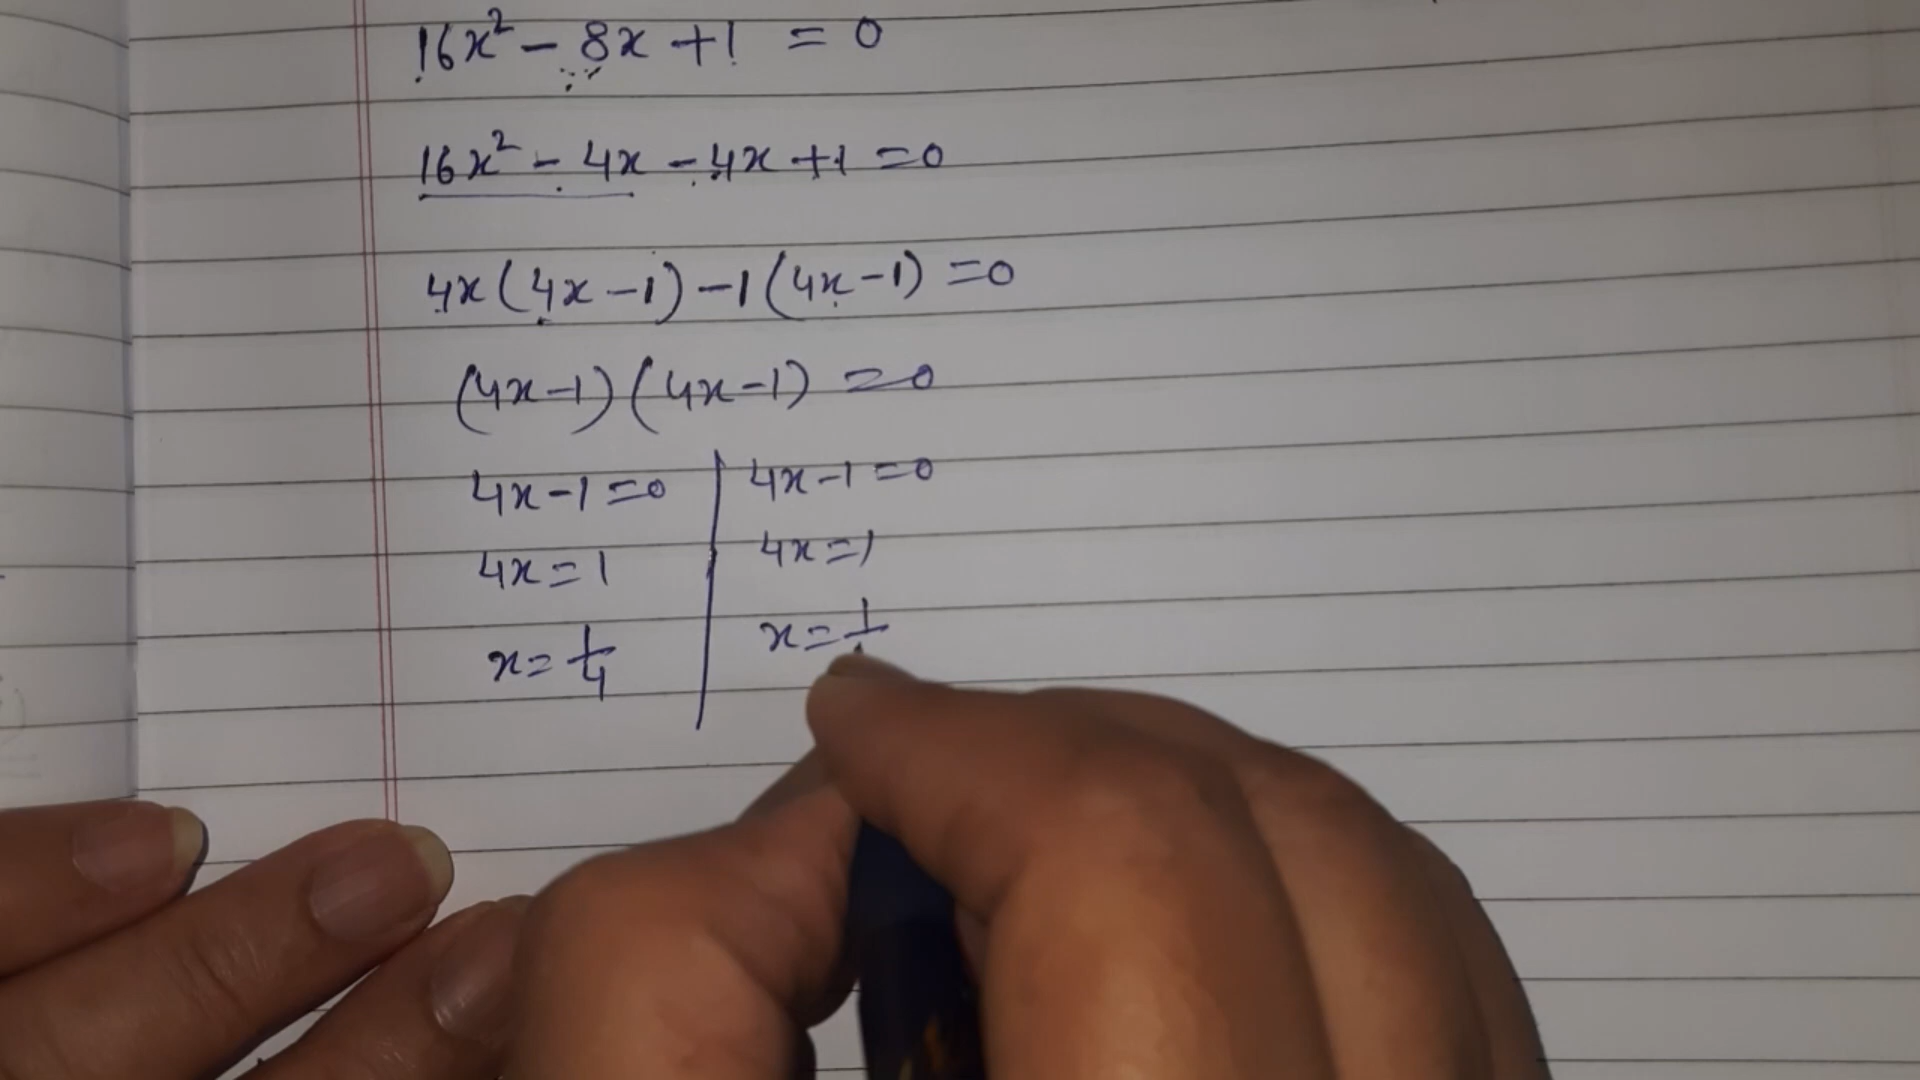 16x² - 8x + 1 = 0
16x² - 4x - 4x + 1 = 0
4x(4x - 1) - 1(4x - 1) = 0
(4x - 1)(4x - 1) = 0
4x - 1 = 0 | 4x - 1 = 0
4x = 1 | 4x = 1
x = 1/4 | x = 1/